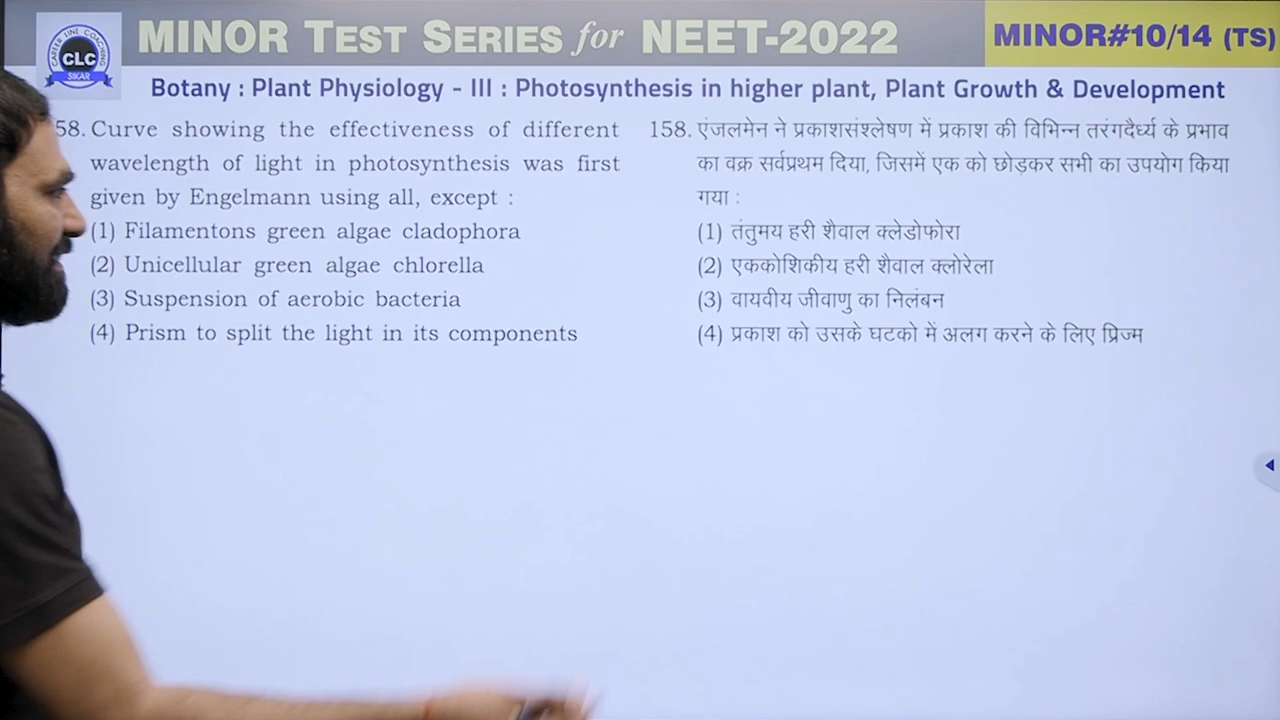 CAREER LINE COACHING
CLC
SIKAR
MINOR TEST SERIES for NEET-2022
MINOR#10/14 (TS)
Botany : Plant Physiology - III : Photosynthesis in higher plant, Plant Growth & Development
58. Curve showing the effectiveness of different
wavelength of light in photosynthesis was first
given by Engelmann using all, except :
(1) Filamentons green algae cladophora
(2) Unicellular green algae chlorella
(3) Suspension of aerobic bacteria
(4) Prism to split the light in its components
158. एंजलमेन ने प्रकाशसंश्लेषण में प्रकाश की विभिन्न तरंगदैर्ध्य के प्रभाव
का वक्र सर्वप्रथम दिया, जिसमें एक को छोड़कर सभी का उपयोग किया
गया :
(1) तंतुमय हरी शैवाल क्लेडोफोरा
(2) एककोशिकीय हरी शैवाल क्लोरेला
(3) वायवीय जीवाणु का निलंबन
(4) प्रकाश को उसके घटको में अलग करने के लिए प्रिज्म